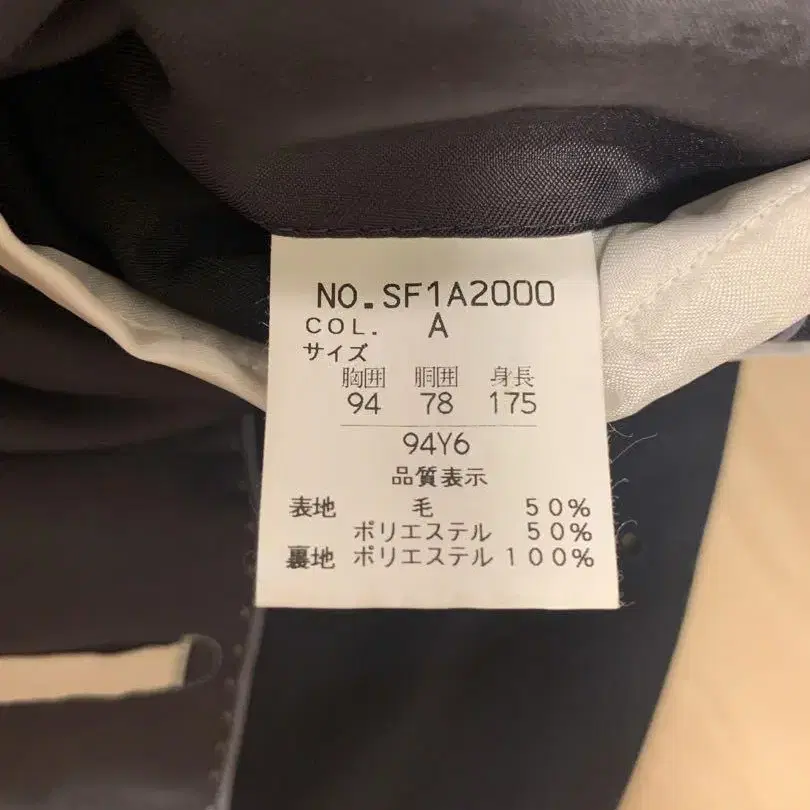 NO.SF1A2000
COL. A
サイズ
胸囲 胴囲 身長
94 78 175
94Y6
品質表示
表地 毛 50%
ポリエステル 50%
裏地 ポリエステル 100%